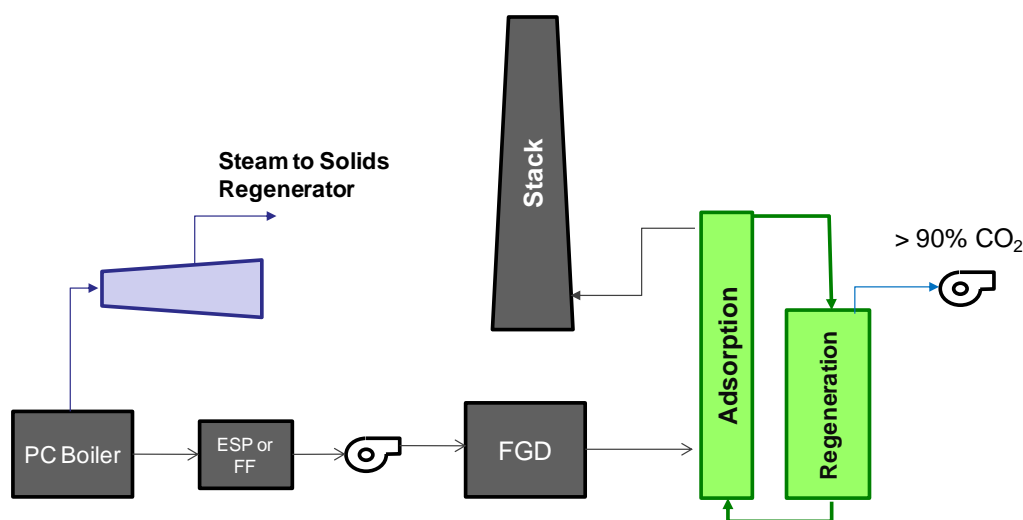 Steam to Solids
Regenerator
Stack
> 90% CO₂
Adsorption
Regeneration
PC Boiler
ESP or
FF
FGD